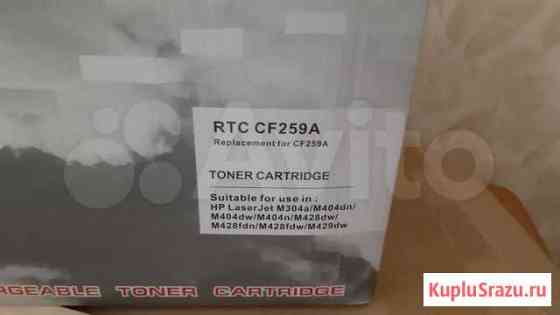 RTC CF259A
Replacement for CF259A
TONER CARTRIDGE
Suitable for use in :
HP LaserJet M304a/M404dn/
M404dw/M404n/M428dw/
M428fdn/M428fdw/M429dw
Avito
RGEABLE TONER CARTRIDGE
KupluSrazu.ru